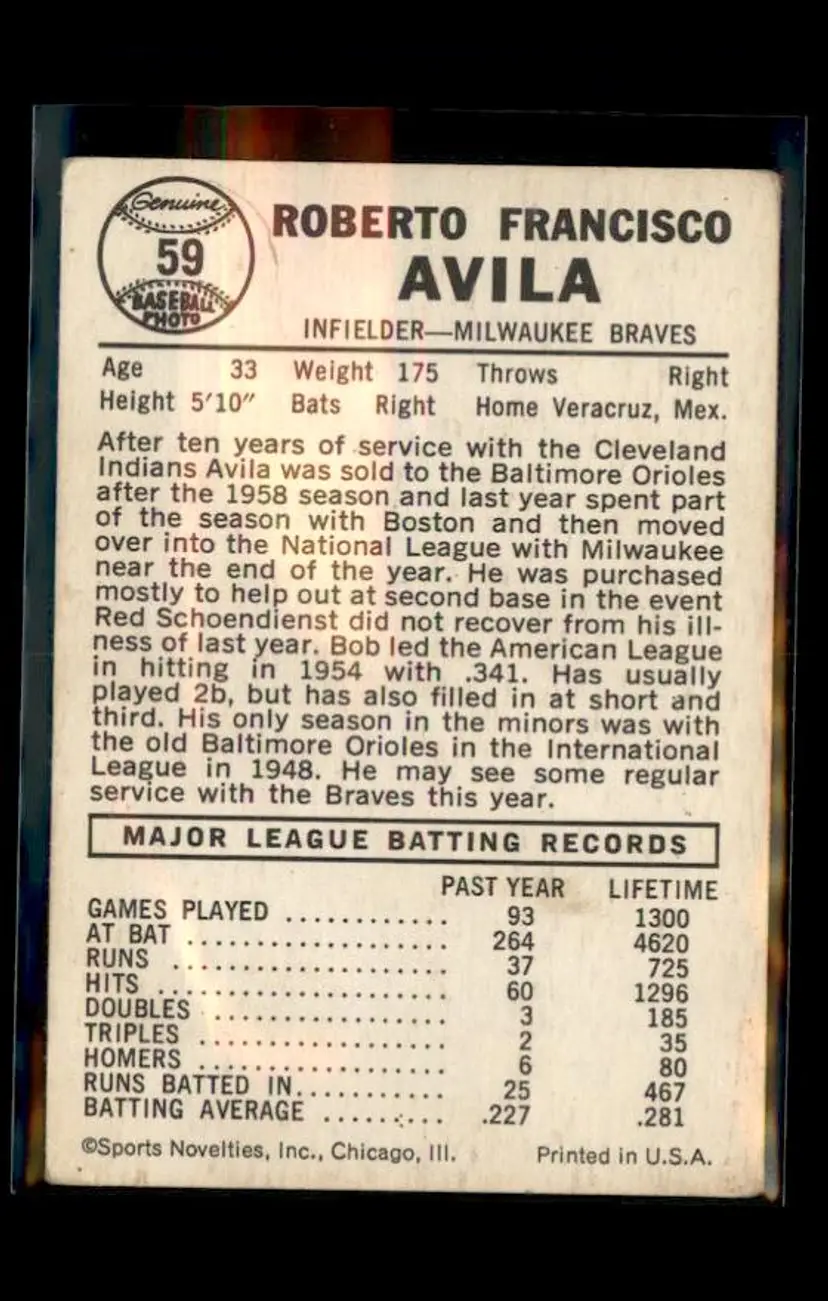 Genuine
59
BASEBALL
PHOTO
ROBERTO FRANCISCO
AVILA
INFIELDER—MILWAUKEE BRAVES
Age 33 Weight 175 Throws Right
Height 5'10" Bats Right Home Veracruz, Mex.
After ten years of service with the Cleveland
Indians Avila was sold to the Baltimore Orioles
after the 1958 season and last year spent part
of the season with Boston and then moved
over into the National League with Milwaukee
near the end of the year. He was purchased
mostly to help out at second base in the event
Red Schoendienst did not recover from his ill-
ness of last year. Bob led the American League
in hitting in 1954 with .341. Has usually
played 2b, but has also filled in at short and
third. His only season in the minors was with
the old Baltimore Orioles in the International
League in 1948. He may see some regular
service with the Braves this year.
MAJOR LEAGUE BATTING RECORDS
PAST YEAR LIFETIME
GAMES PLAYED ............ 93 1300
AT BAT ................... 264 4620
RUNS .................... 37 725
HITS ..................... 60 1296
DOUBLES ................. 3 185
TRIPLES .................. 2 35
HOMERS .................. 6 80
RUNS BATTED IN........... 25 467
BATTING AVERAGE ......... .227 .281
©Sports Novelties, Inc., Chicago, Ill. Printed in U.S.A.